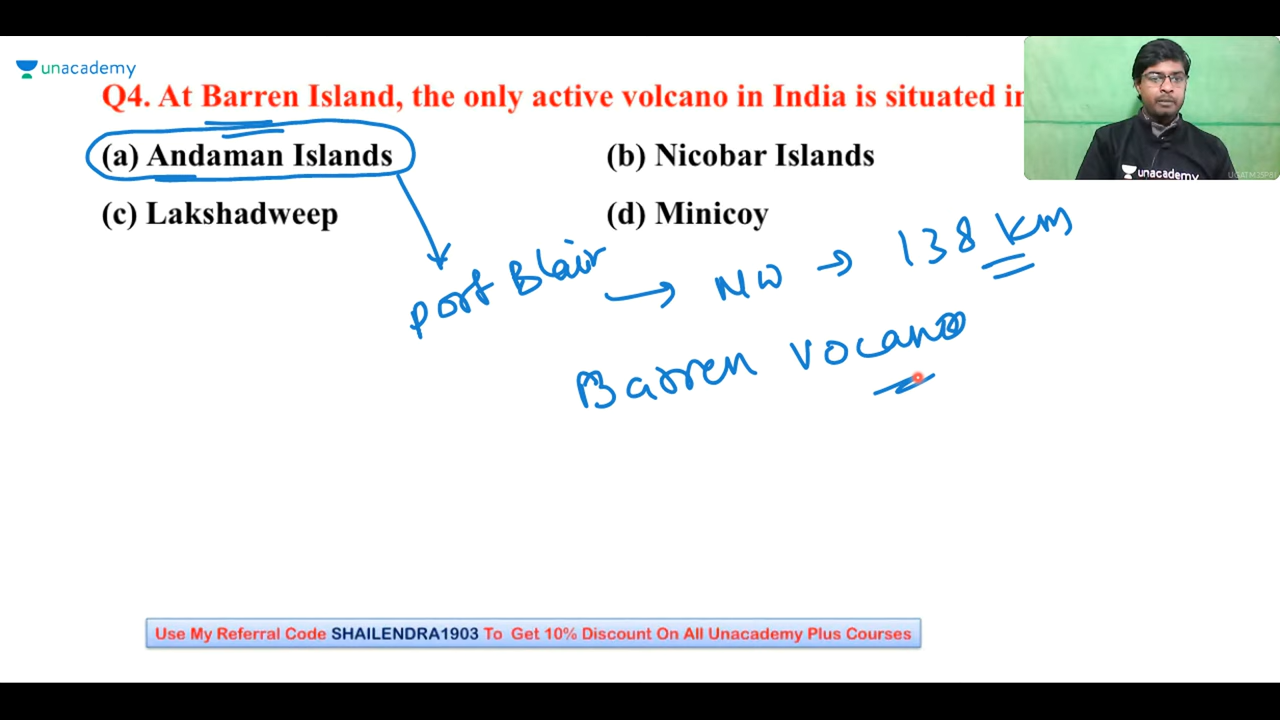 unacademy
Q4. At Barren Island, the only active volcano in India is situated in
(a) Andaman Islands (b) Nicobar Islands
(c) Lakshadweep (d) Minicoy
Port Blair → NW → 138 km
Barren Vocano
unacademy
Use My Referral Code SHAILENDRA1903 To Get 10% Discount On All Unacademy Plus Courses